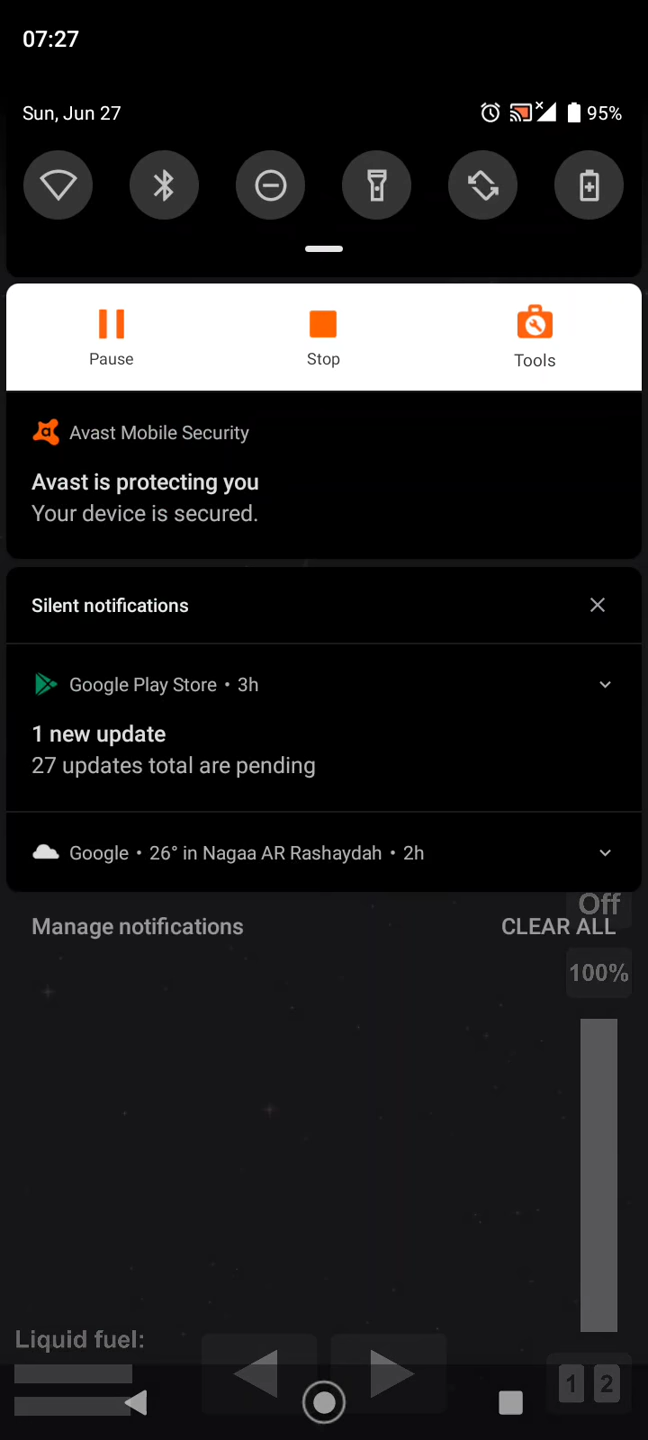 07:27
Sun, Jun 27
95%
Pause Stop Tools
Avast Mobile Security
Avast is protecting you
Your device is secured.
Silent notifications
Google Play Store • 3h
1 new update
27 updates total are pending
Google • 26° in Nagaa AR Rashaydah • 2h
Off
Manage notifications CLEAR ALL
100%
Liquid fuel:
1 2